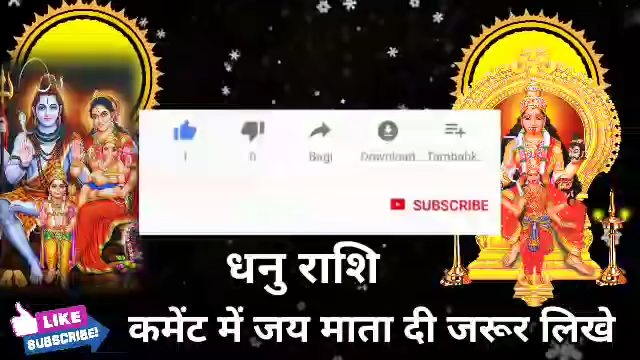 1 0 Bagi Download Tambahk
SUBSCRIBE
धनु राशि
LIKE
SUBSCRIBE!
कमेंट में जय माता दी जरूर लिखे